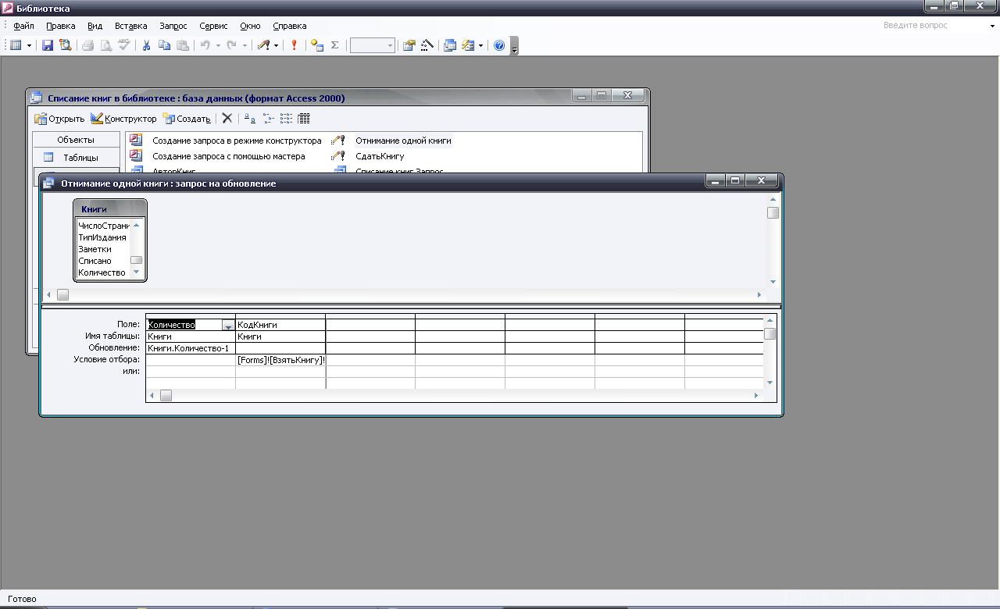 Библиотека
Файл Правка Вид Вставка Запрос Сервис Окно Справка Введите вопрос
Списание книг в библиотеке : база данных (формат Access 2000)
Открыть Конструктор Создать
Объекты
Таблицы
Создание запроса в режиме конструктора
Отнимание одной книги
Создание запроса с помощью мастера
СдатьКнигу
АвторКниг
Списание книг Запрос
Отнимание одной книги : запрос на обновление
Книги
ЧислоСтрани
ТипИздания
Заметки
Списано
Количество
Поле: Количество КодКниги
Имя таблицы: Книги Книги
Обновление: Книги.Количество-1
Условие отбора: [Forms]![ВзятьКнигу]!
или:
Готово